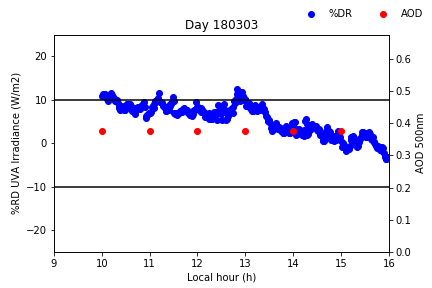 %DR AOD
Day 180303
%RD UVA Irradiance (W/m2)
20
10
0
−10
−20
0.6
0.5
0.4
0.3
0.2
0.1
0.0
AOD 500nm
9 10 11 12 13 14 15 16
Local hour (h)